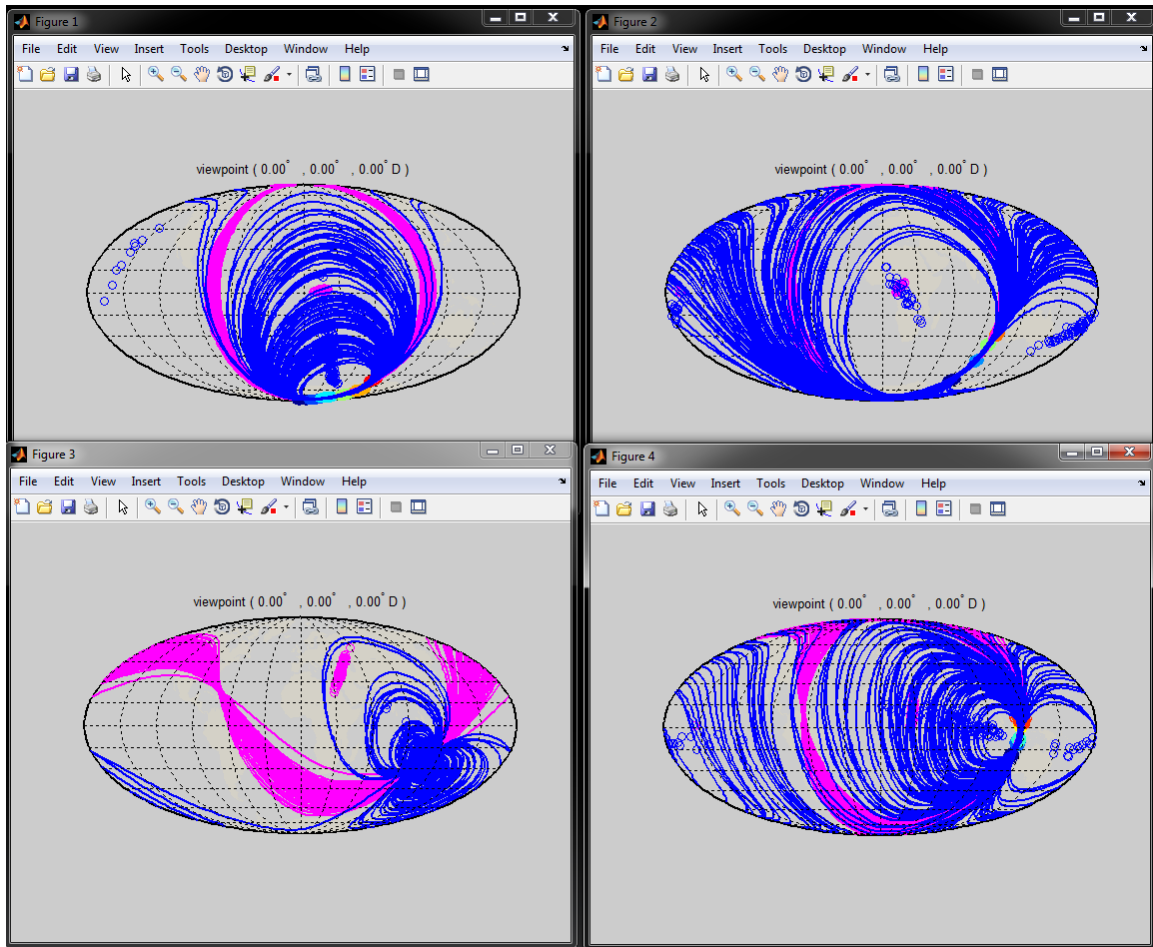 Figure 1
File Edit View Insert Tools Desktop Window Help
viewpoint ( 0.00° , 0.00° , 0.00° D )
Figure 2
File Edit View Insert Tools Desktop Window Help
viewpoint ( 0.00° , 0.00° , 0.00° D )
Figure 3
File Edit View Insert Tools Desktop Window Help
viewpoint ( 0.00° , 0.00° , 0.00° D )
Figure 4
File Edit View Insert Tools Desktop Window Help
viewpoint ( 0.00° , 0.00° , 0.00° D )